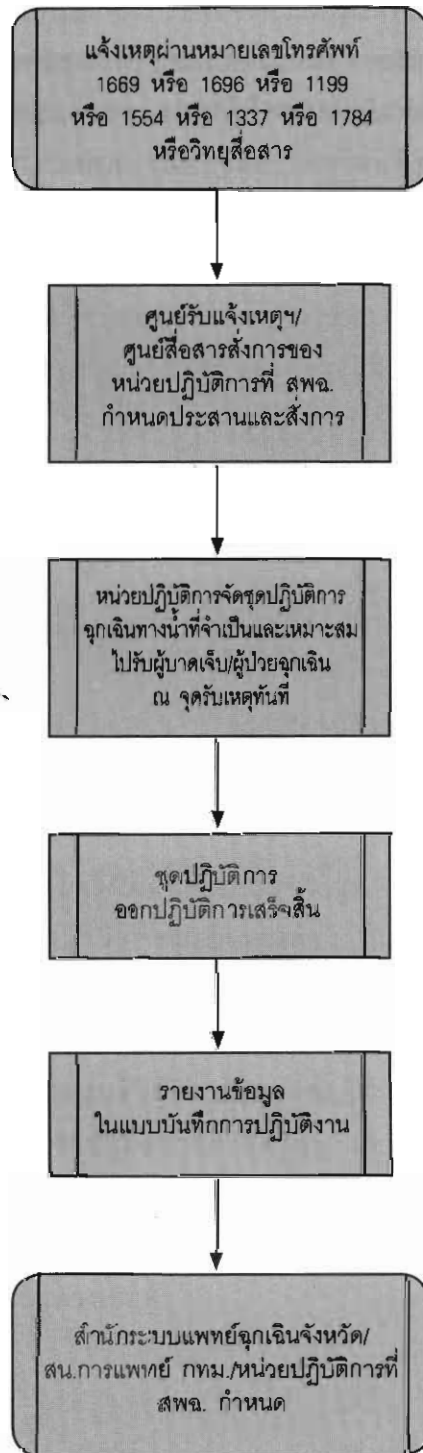 แจ้งเหตุผ่านหมายเลขโทรศัพท์
1669 หรือ 1696 หรือ 1199
หรือ 1554 หรือ 1337 หรือ 1784
หรือวิทยุสื่อสาร
ศูนย์รับแจ้งเหตุฯ/
ศูนย์สื่อสารสั่งการของ
หน่วยปฏิบัติการที่ สพฉ.
กำหนดประสานและสั่งการ
หน่วยปฏิบัติการจัดชุดปฏิบัติการ
ฉุกเฉินทางน้ำที่จำเป็นและเหมาะสม
ไปรับผู้บาดเจ็บ/ผู้ป่วยฉุกเฉิน
ณ จุดรับเหตุทันที
ชุดปฏิบัติการ
ออกปฏิบัติการเสร็จสิ้น
รายงานข้อมูล
ในแบบบันทึกการปฏิบัติงาน
สำนักระบบแพทย์ฉุกเฉินจังหวัด/
สน.การแพทย์ กทม./หน่วยปฏิบัติการที่
สพฉ. กำหนด